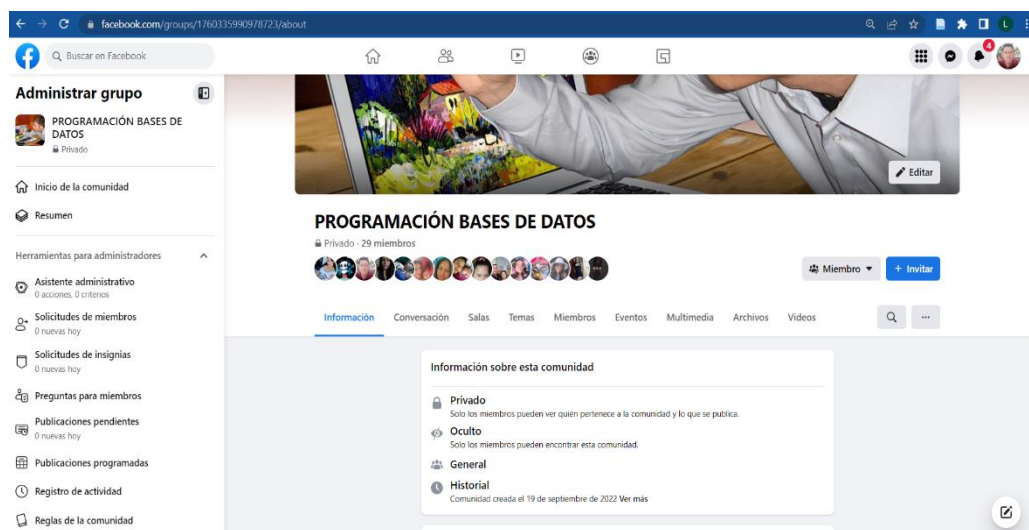 facebook.com/groups/1760335990978723/about
L
Buscar en Facebook
4
Administrar grupo
PROGRAMACIÓN BASES DE
DATOS
Privado
Inicio de la comunidad
Resumen
Herramientas para administradores
Asistente administrativo
0 acciones, 0 criterios
Solicitudes de miembros
0 nuevas hoy
Solicitudes de insignias
0 nuevas hoy
Preguntas para miembros
Publicaciones pendientes
0 nuevas hoy
Publicaciones programadas
Registro de actividad
Reglas de la comunidad
Editar
PROGRAMACIÓN BASES DE DATOS
Privado · 29 miembros
Miembro
+ Invitar
Información Conversación Salas Temas Miembros Eventos Multimedia Archivos Videos
Información sobre esta comunidad
Privado
Solo los miembros pueden ver quién pertenece a la comunidad y lo que se publica.
Oculto
Solo los miembros pueden encontrar esta comunidad.
General
Historial
Comunidad creada el 19 de septiembre de 2022 Ver más